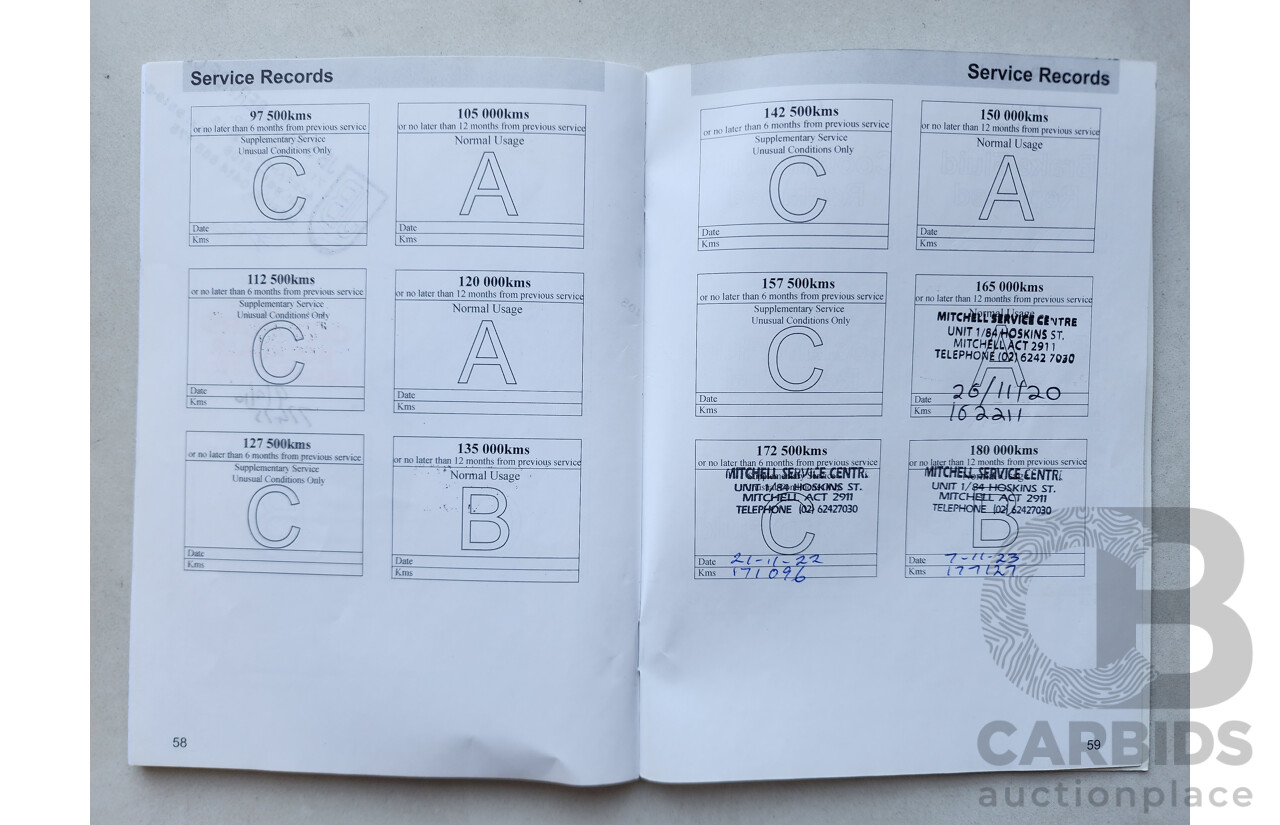 Service Records
97 500kms
or no later than 6 months from previous service
Supplementary Service
Unusual Conditions Only
C
Date
Kms
105 000kms
or no later than 12 months from previous service
Normal Usage
A
Date
Kms
112 500kms
or no later than 6 months from previous service
Supplementary Service
Unusual Conditions Only
C
Date
Kms
120 000kms
or no later than 12 months from previous service
Normal Usage
A
Date
Kms
127 500kms
or no later than 6 months from previous service
Supplementary Service
Unusual Conditions Only
C
Date
Kms
135 000kms
or no later than 12 months from previous service
Normal Usage
B
Date
Kms
58
Service Records
142 500kms
or no later than 6 months from previous service
Supplementary Service
Unusual Conditions Only
C
Date
Kms
150 000kms
or no later than 12 months from previous service
Normal Usage
A
Date
Kms
157 500kms
or no later than 6 months from previous service
Supplementary Service
Unusual Conditions Only
C
Date
Kms
165 000kms
or no later than 12 months from previous service
Normal Usage
MITCHELL SERVICE CENTRE
UNIT 1/84 HOSKINS ST.
MITCHELL ACT 2911
TELEPHONE (02) 6242 7030
A
Date 26/11/20
Kms 162211
172 500kms
or no later than 6 months from previous service
MITCHELL SERVICE CENTR.
UNIT 1/84 HOSKINS ST.
MITCHELL ACT 2911
TELEPHONE (02) 62427030
C
Date 21-11-22
Kms 171096
180 000kms
or no later than 12 months from previous service
MITCHELL SERVICE CENTR.
UNIT 1/84 HOSKINS ST.
MITCHELL ACT 2911
TELEPHONE (02) 62427030
B
Date 7-11-23
Kms 177127
59
CB
CARBIDS
auctionplace